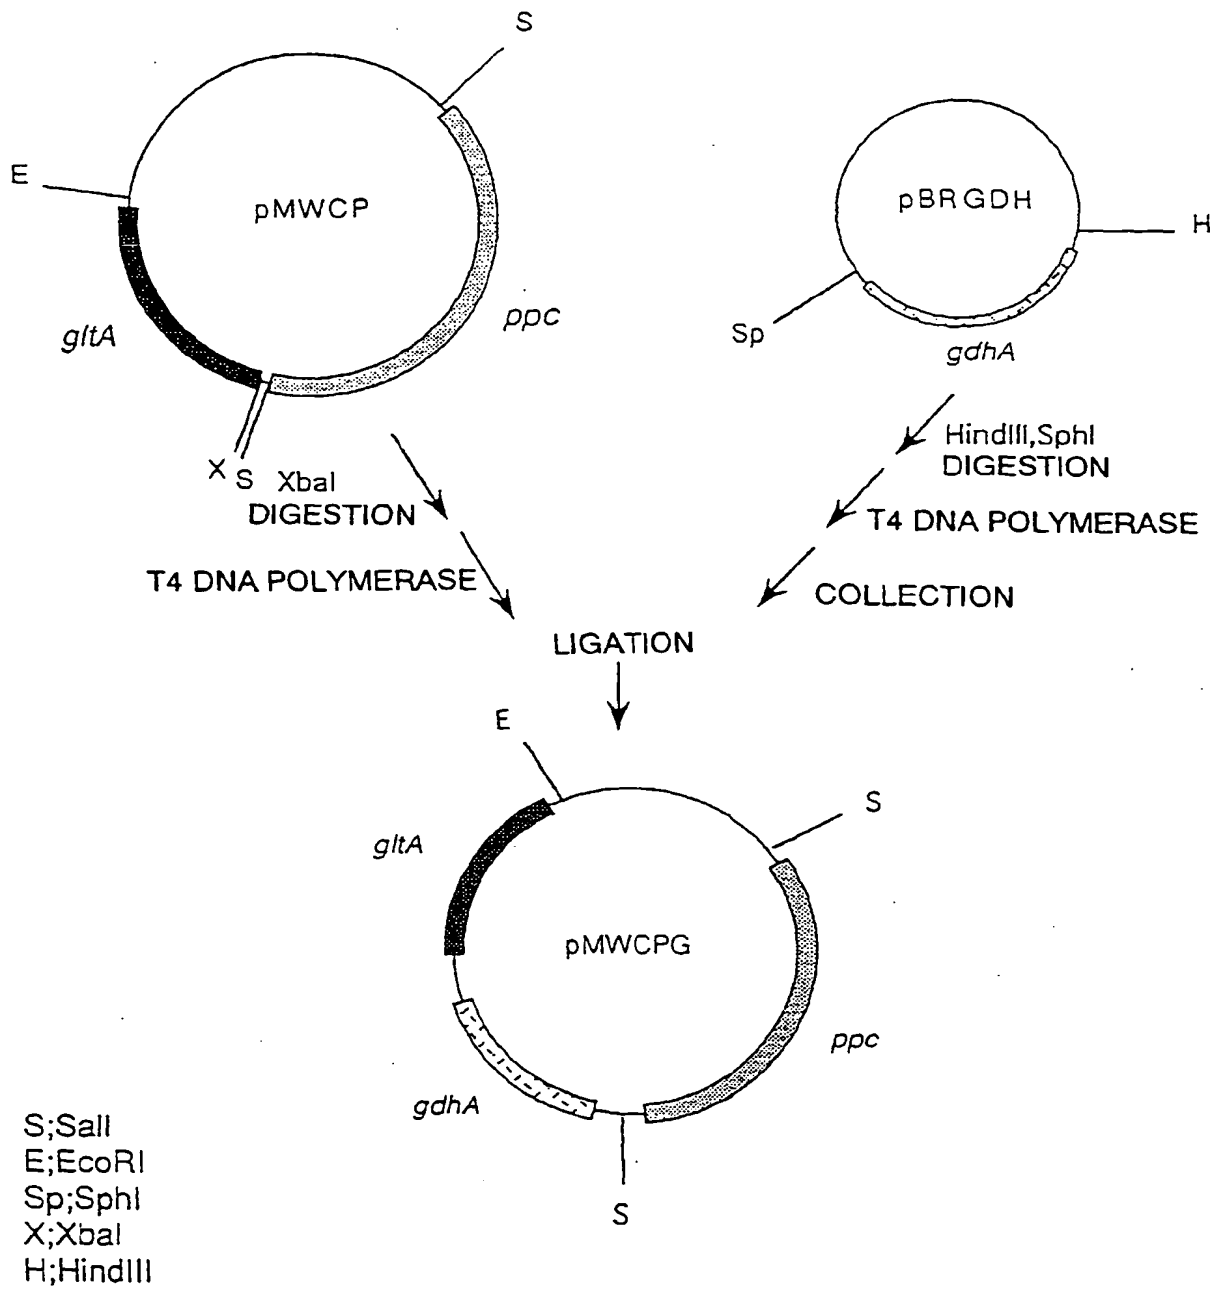 S
E
pMWCP
pBRGDH
H
gltA
ppc
Sp
gdhA
X
S
XbaI
DIGESTION
HindIII,SphI
DIGESTION
T4 DNA POLYMERASE
T4 DNA POLYMERASE
COLLECTION
LIGATION
E
S
gltA
pMWCPG
ppc
gdhA
S
S;SalI
E;EcoRI
Sp;SphI
X;XbaI
H;HindIII